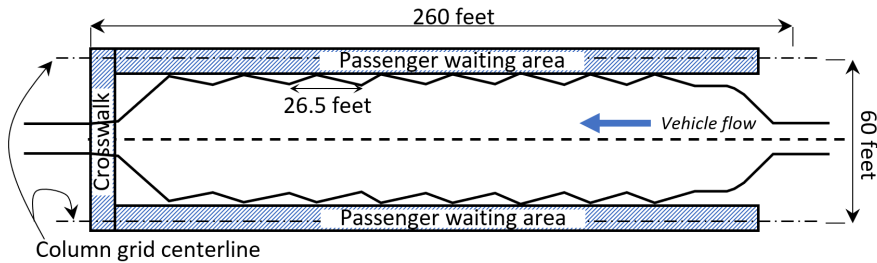 260 feet
Passenger waiting area
26.5 feet
Crosswalk
Vehicle flow
60 feet
Passenger waiting area
Column grid centerline